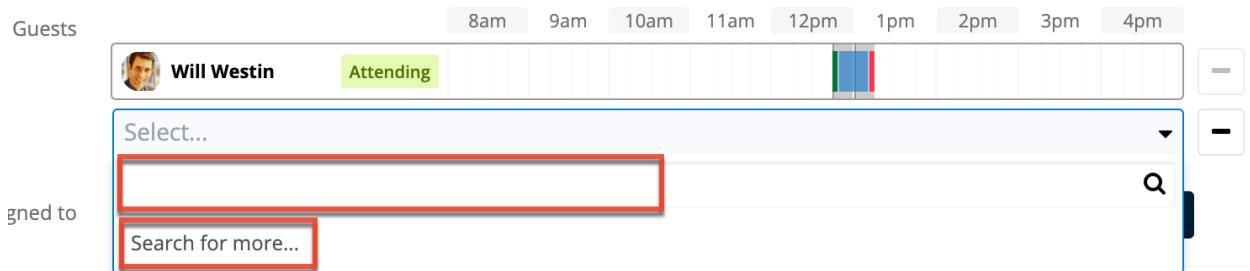 Guests
8am 9am 10am 11am 12pm 1pm 2pm 3pm 4pm
Will Westin Attending
Select...
gned to
Search for more...